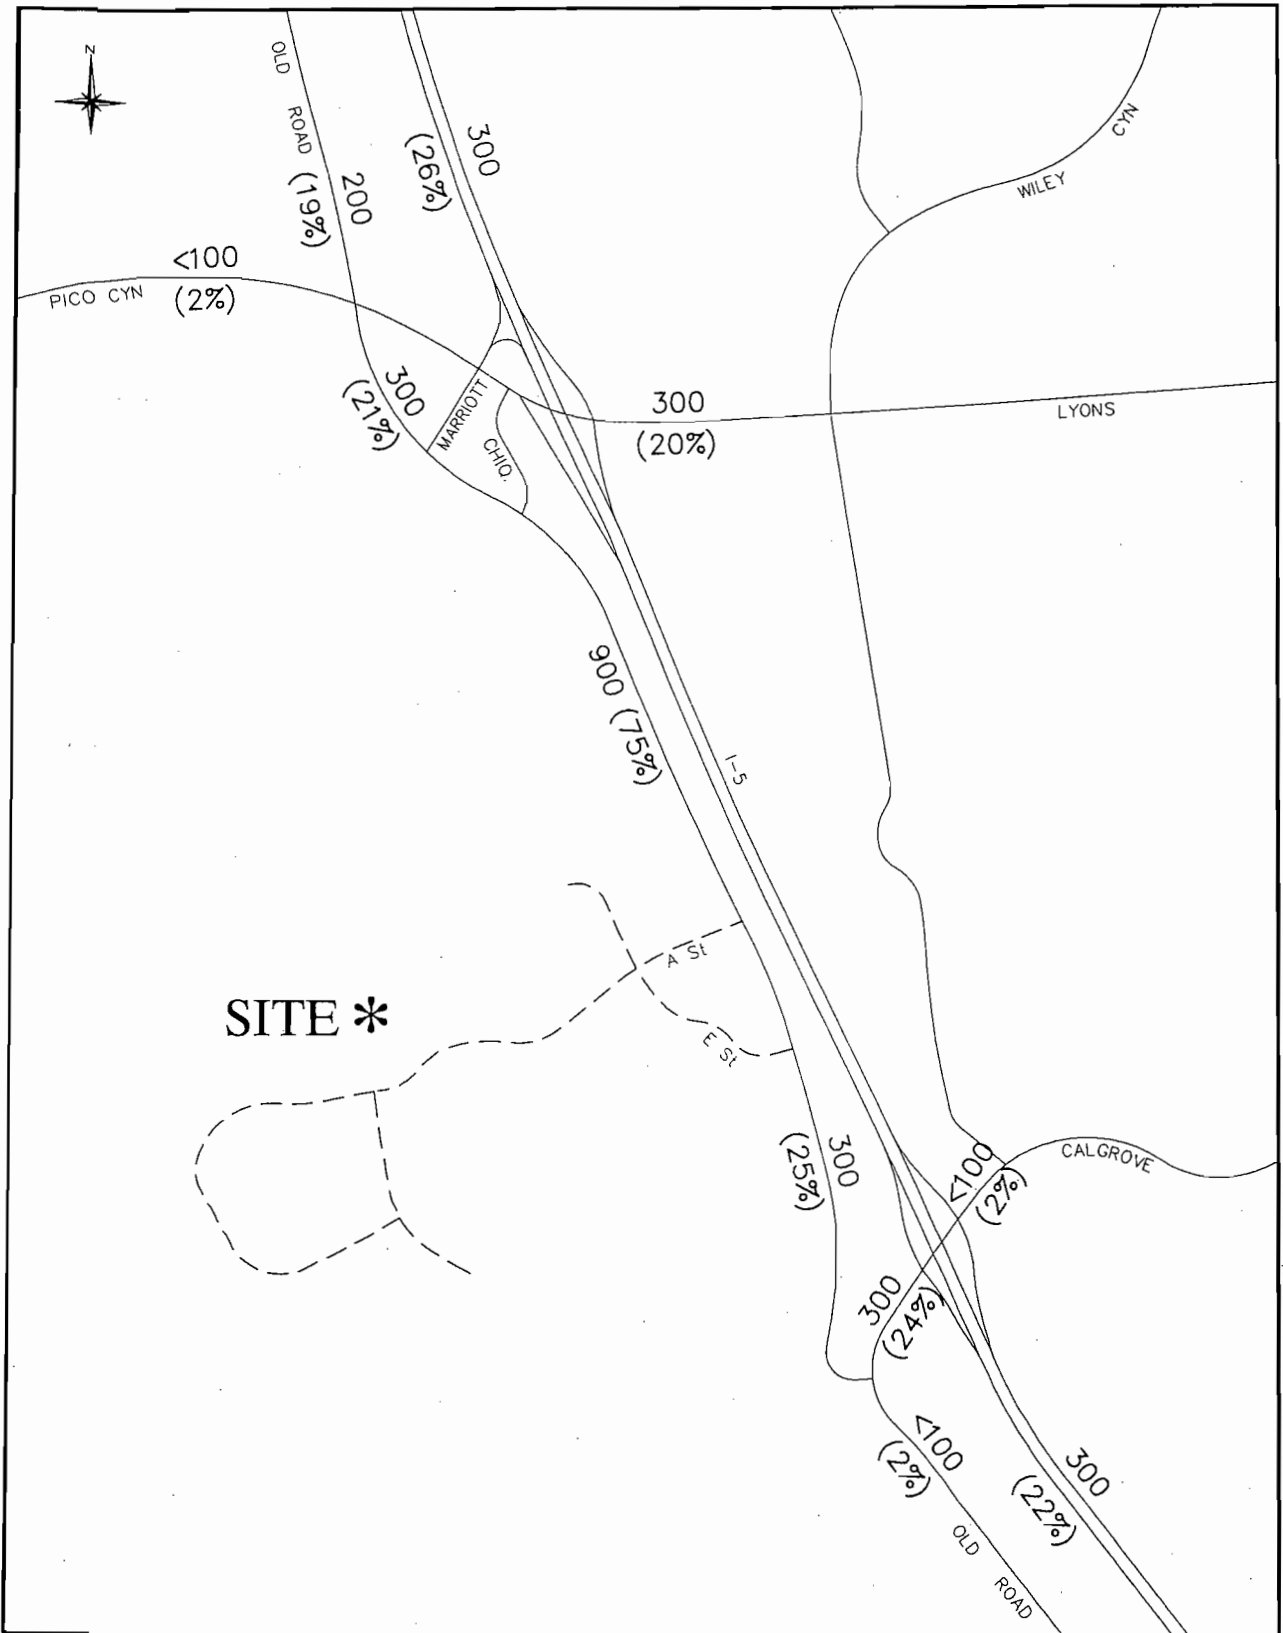 N
OLD ROAD
200
(19%)
300
(26%)
WILEY CYN
<100
PICO CYN
(2%)
300
(21%)
MARRIOTT
CHIQ.
300
(20%)
LYONS
900 (75%)
I-5
A St
SITE *
E St
300
(25%)
<100
(2%)
CALGROVE
300
(24%)
<100
(2%)
300
(22%)
OLD ROAD